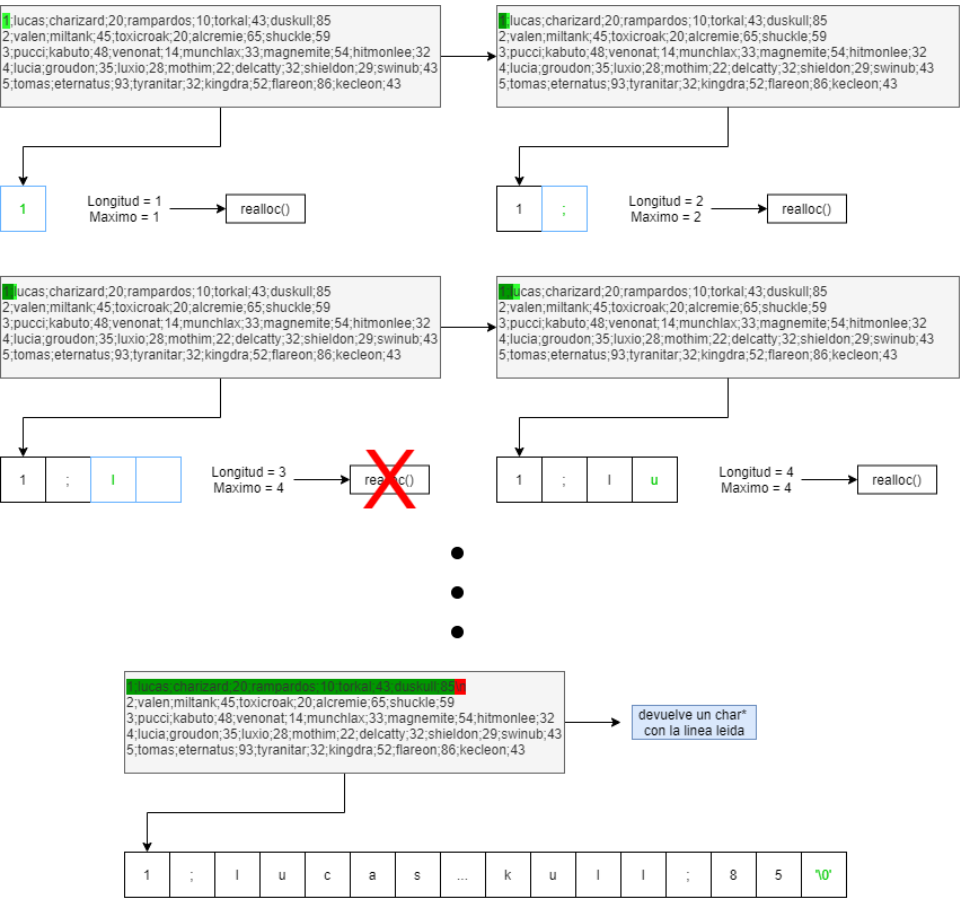 1;lucas;charizard;20;rampardos;10;torkal;43;duskull;85
2;valen;miltank;45;toxicroak;20;alcremie;65;shuckle;59
3;pucci;kabuto;48;venonat;14;munchlax;33;magnemite;54;hitmonlee;32
4;lucia;groudon;35;luxio;28;mothim;22;delcatty;32;shieldon;29;swinub;43
5;tomas;eternatus;93;tyranitar;32;kingdra;52;flareon;86;kecleon;43
1;lucas;charizard;20;rampardos;10;torkal;43;duskull;85
2;valen;miltank;45;toxicroak;20;alcremie;65;shuckle;59
3;pucci;kabuto;48;venonat;14;munchlax;33;magnemite;54;hitmonlee;32
4;lucia;groudon;35;luxio;28;mothim;22;delcatty;32;shieldon;29;swinub;43
5;tomas;eternatus;93;tyranitar;32;kingdra;52;flareon;86;kecleon;43
1
Longitud = 1
Maximo = 1
realloc()
1 ;
Longitud = 2
Maximo = 2
realloc()
1;lucas;charizard;20;rampardos;10;torkal;43;duskull;85
2;valen;miltank;45;toxicroak;20;alcremie;65;shuckle;59
3;pucci;kabuto;48;venonat;14;munchlax;33;magnemite;54;hitmonlee;32
4;lucia;groudon;35;luxio;28;mothim;22;delcatty;32;shieldon;29;swinub;43
5;tomas;eternatus;93;tyranitar;32;kingdra;52;flareon;86;kecleon;43
1;lucas;charizard;20;rampardos;10;torkal;43;duskull;85
2;valen;miltank;45;toxicroak;20;alcremie;65;shuckle;59
3;pucci;kabuto;48;venonat;14;munchlax;33;magnemite;54;hitmonlee;32
4;lucia;groudon;35;luxio;28;mothim;22;delcatty;32;shieldon;29;swinub;43
5;tomas;eternatus;93;tyranitar;32;kingdra;52;flareon;86;kecleon;43
1 ; l
Longitud = 3
Maximo = 4
realloc()
X
1 ; l u
Longitud = 4
Maximo = 4
realloc()
1;lucas;charizard;20;rampardos;10;torkal;43;duskull;85\n
2;valen;miltank;45;toxicroak;20;alcremie;65;shuckle;59
3;pucci;kabuto;48;venonat;14;munchlax;33;magnemite;54;hitmonlee;32
4;lucia;groudon;35;luxio;28;mothim;22;delcatty;32;shieldon;29;swinub;43
5;tomas;eternatus;93;tyranitar;32;kingdra;52;flareon;86;kecleon;43
devuelve un char*
con la linea leida
1 ; l u c a s ... k u l l ; 8 5 '\0'